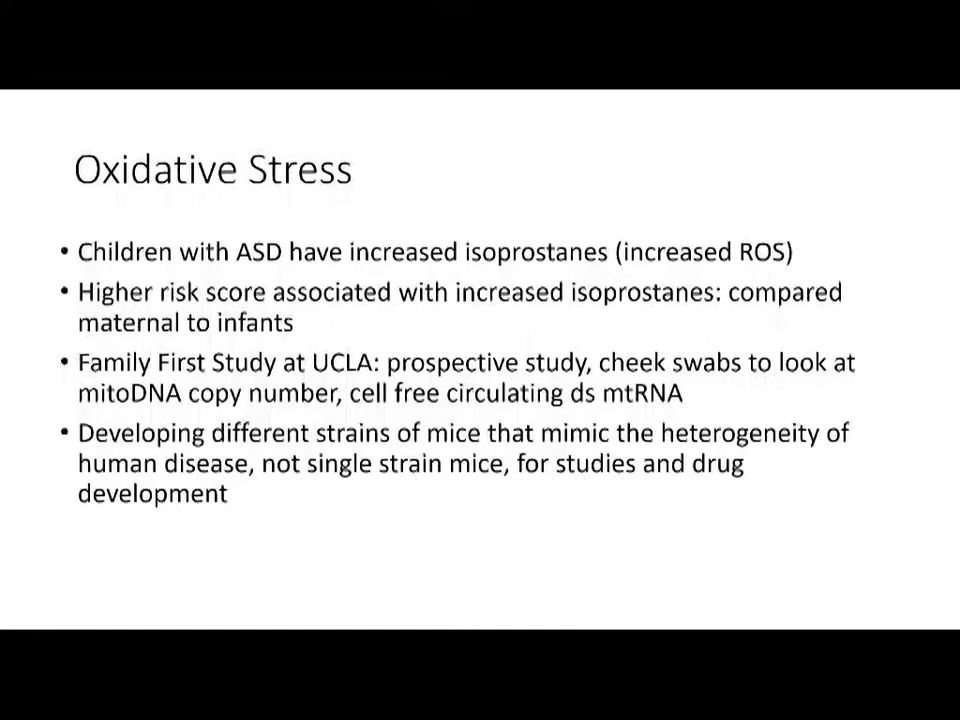 Oxidative Stress
• Children with ASD have increased isoprostanes (increased ROS)
• Higher risk score associated with increased isoprostanes: compared
maternal to infants
• Family First Study at UCLA: prospective study, cheek swabs to look at
mitoDNA copy number, cell free circulating ds mtRNA
• Developing different strains of mice that mimic the heterogeneity of
human disease, not single strain mice, for studies and drug
development